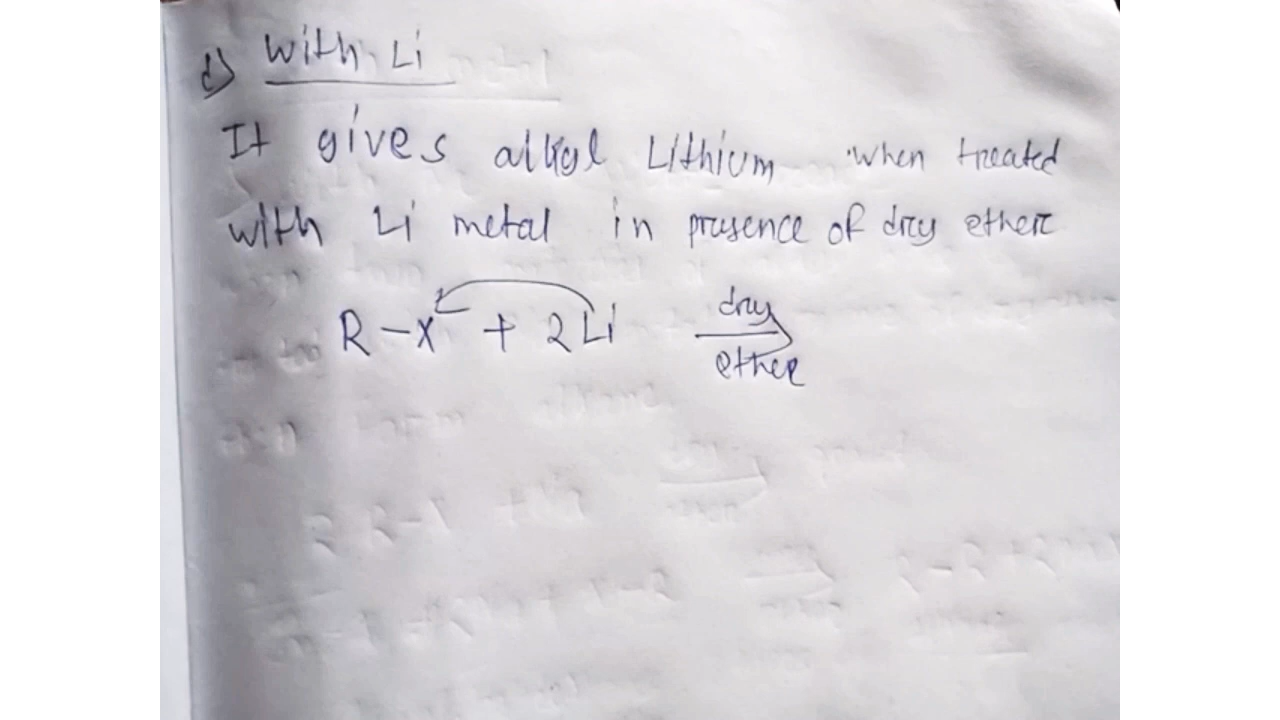 d) With Li
It gives alkyl Lithium when treated
with Li metal in presence of dry ether
R-X + 2Li dry
ether